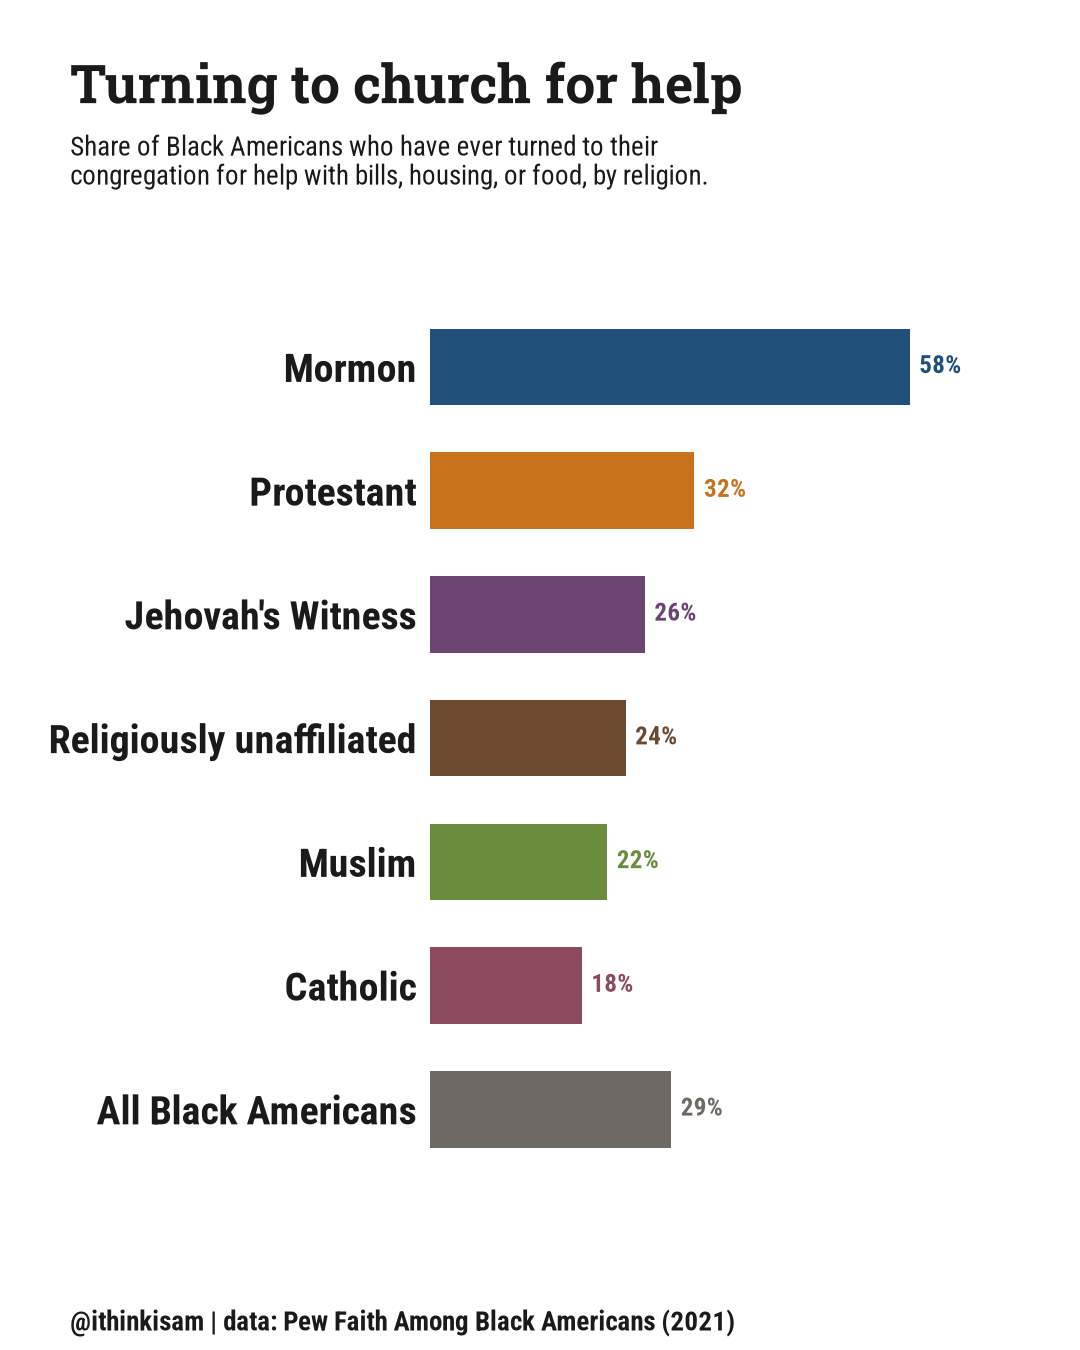 Turning to church for help
Share of Black Americans who have ever turned to their
congregation for help with bills, housing, or food, by religion.
Mormon 58%
Protestant 32%
Jehovah's Witness 26%
Religiously unaffiliated 24%
Muslim 22%
Catholic 18%
All Black Americans 29%
@ithinkisam | data: Pew Faith Among Black Americans (2021)